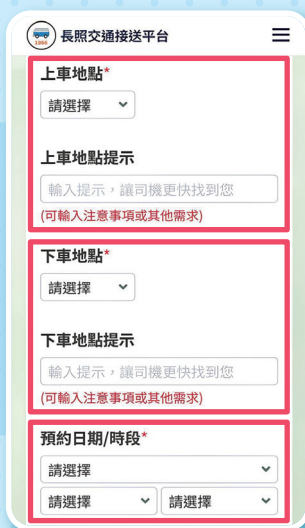 1966
長照交通接送平台
上車地點*
請選擇
上車地點提示
輸入提示，讓司機更快找到您
(可輸入注意事項或其他需求)
下車地點*
請選擇
下車地點提示
輸入提示，讓司機更快找到您
(可輸入注意事項或其他需求)
預約日期/時段*
請選擇
請選擇 請選擇